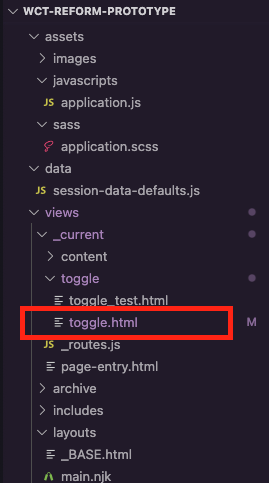 WCT-REFORM-PROTOTYPE
assets
images
javascripts
JS application.js
sass
application.scss
data
JS session-data-defaults.js
views
_current
content
toggle
toggle_test.html
toggle.html M
JS _routes.js
page-entry.html
archive
includes
layouts
_BASE.html
main.njk